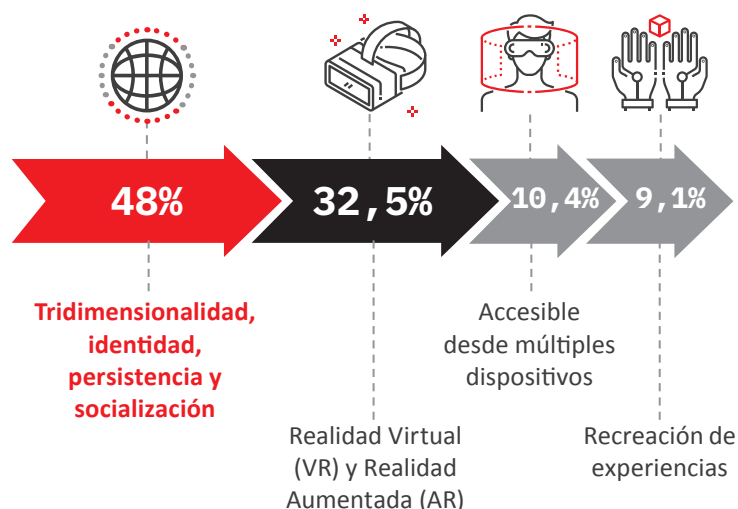 48%
32,5%
10,4%
9,1%
Tridimensionalidad,
identidad,
persistencia y
socialización
Realidad Virtual
(VR) y Realidad
Aumentada (AR)
Accesible
desde múltiples
dispositivos
Recreación de
experiencias